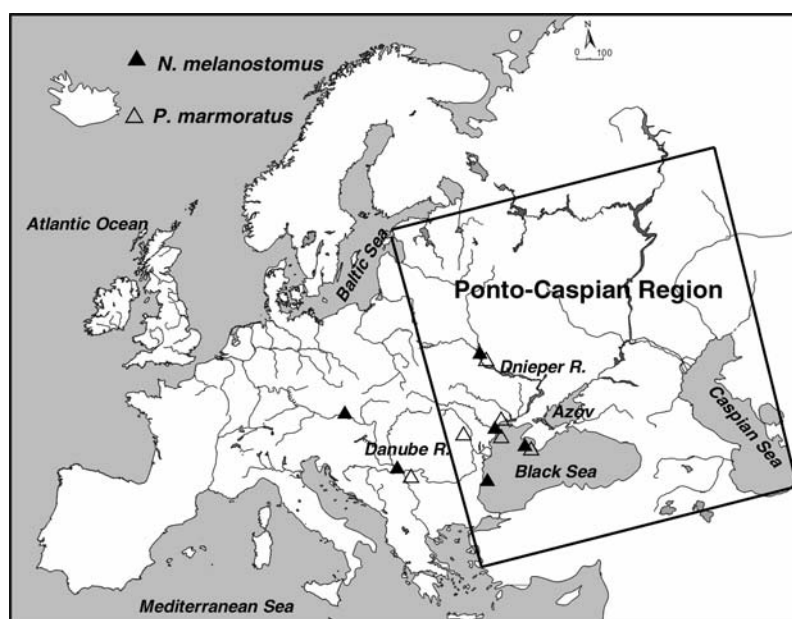 N
100
N. melanostomus
P. marmoratus
Atlantic Ocean
Baltic Sea
Ponto-Caspian Region
Dnieper R.
Azov
Caspian Sea
Danube R.
Black Sea
Mediterranean Sea